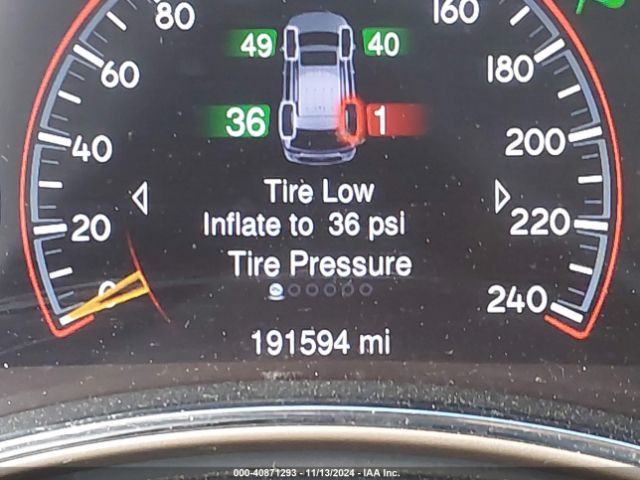 80 160
49 40
60 180
36 1
40 200
Tire Low
Inflate to 36 psi
20 220
Tire Pressure
0 240
191594 mi
000-40871293 - 11/13/2024 - IAA Inc.